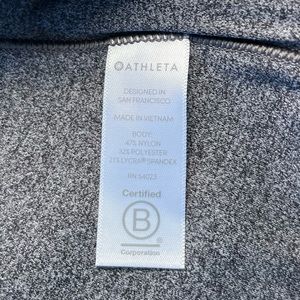 ATHLETA
DESIGNED IN
SAN FRANCISCO
MADE IN VIETNAM
BODY:
47% NYLON
32% POLYESTER
21% LYCRA® SPANDEX
RN 54023
Certified
B
®
Corporation